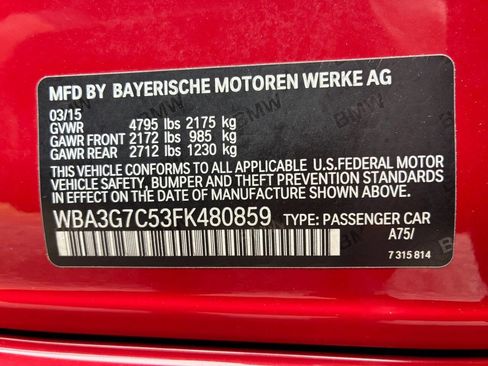 MFD BY BAYERISCHE MOTOREN WERKE AG
03/15
GVWR 4795 lbs 2175 kg
GAWR FRONT 2172 lbs 985 kg
GAWR REAR 2712 lbs 1230 kg
THIS VEHICLE CONFORMS TO ALL APPLICABLE U.S.FEDERAL MOTOR
VEHICLE SAFETY, BUMPER AND THEFT PREVENTION STANDARDS
IN EFFECT ON THE DATE OF MANUFACTURE SHOWN ABOVE.
WBA3G7C53FK480859 TYPE: PASSENGER CAR
A75/
7 315 814
BMW